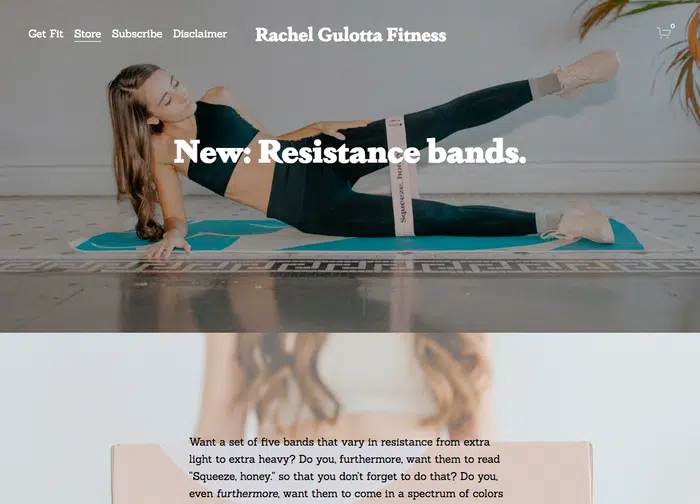 Get Fit Store Subscribe Disclaimer Rachel Gulotta Fitness 0
New: Resistance bands.
Squeeze, ho
Want a set of five bands that vary in resistance from extra
light to extra heavy? Do you, furthermore, want them to read
"Squeeze, honey." so that you don't forget to do that? Do you,
even furthermore, want them to come in a spectrum of colors